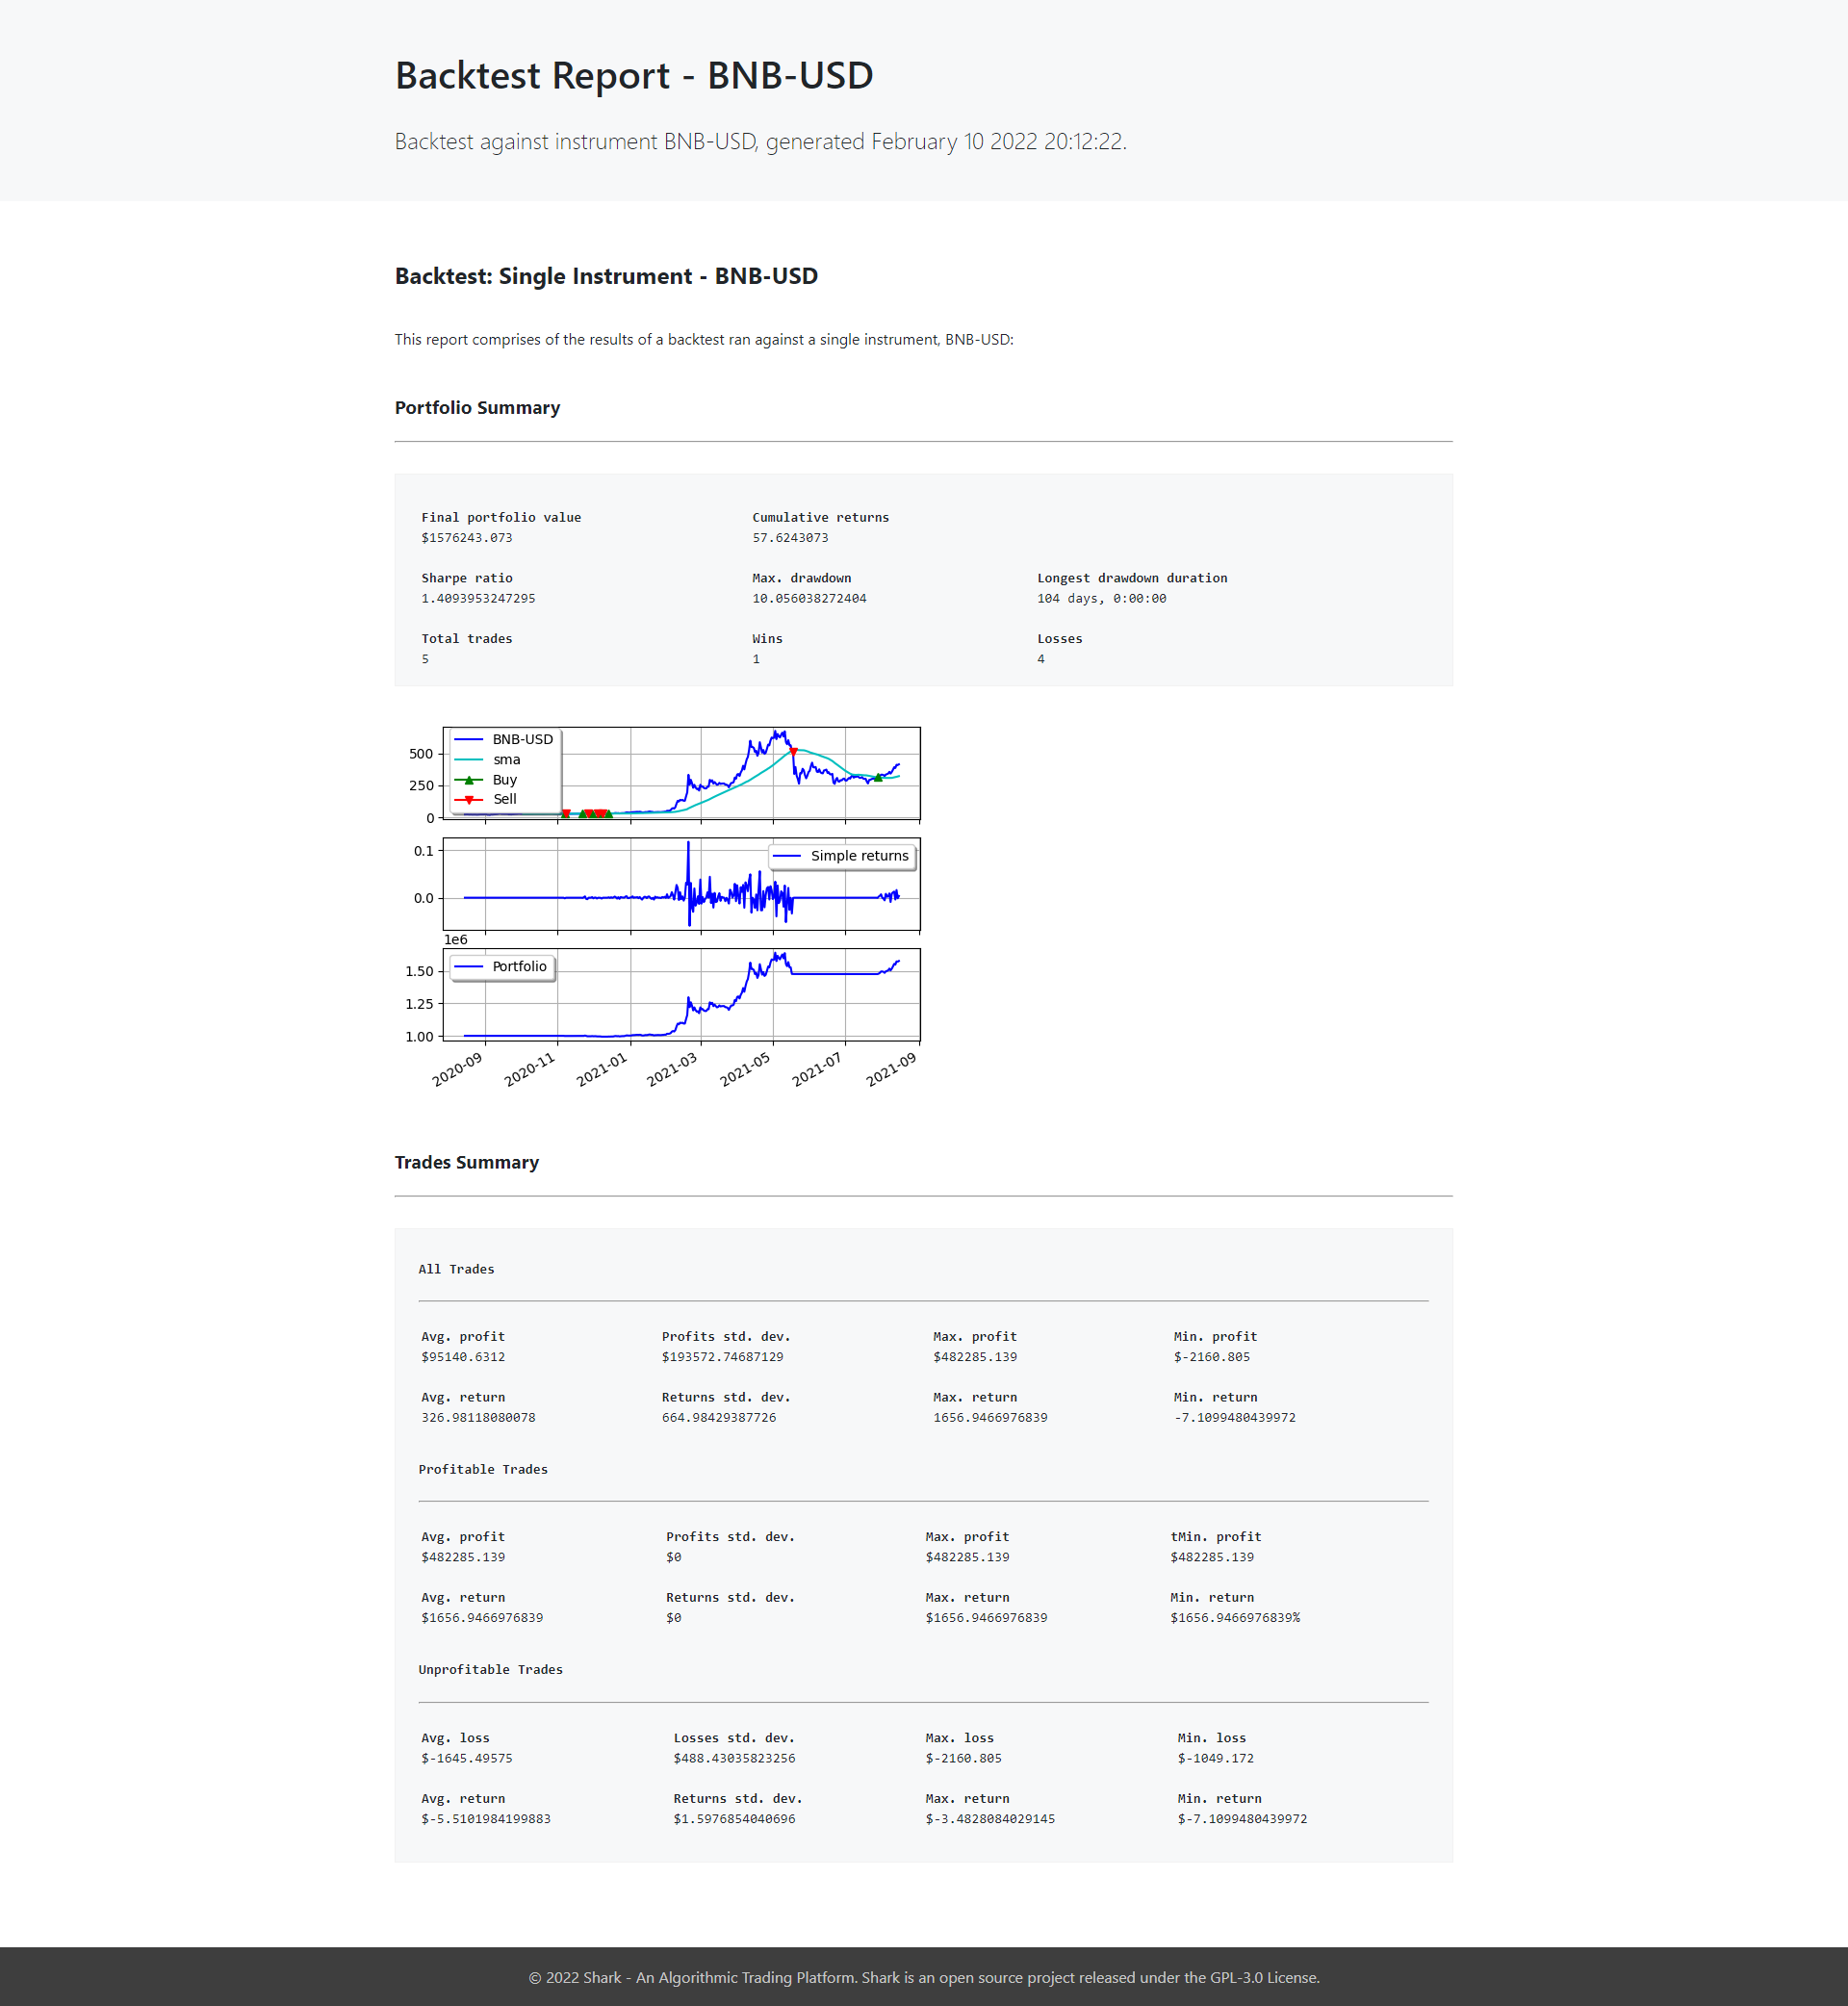 Backtest Report - BNB-USD
Backtest against instrument BNB-USD, generated February 10 2022 20:12:22.
Backtest: Single Instrument - BNB-USD
This report comprises of the results of a backtest ran against a single instrument, BNB-USD:
Portfolio Summary
Final portfolio value Cumulative returns
$1576243.073 57.6243073
Sharpe ratio Max. drawdown Longest drawdown duration
1.4093953247295 10.056038272404 104 days, 0:00:00
Total trades Wins Losses
5 1 4
BNB-USD
sma
Buy
Sell
500
250
0
Simple returns
0.1
0.0
1e6
Portfolio
1.50
1.25
1.00
2020-09 2020-11 2021-01 2021-03 2021-05 2021-07 2021-09
Trades Summary
All Trades
Avg. profit Profits std. dev. Max. profit Min. profit
$95140.6312 $193572.74687129 $482285.139 $-2160.805
Avg. return Returns std. dev. Max. return Min. return
326.98118080078 664.98429387726 1656.9466976839 -7.1099480439972
Profitable Trades
Avg. profit Profits std. dev. Max. profit tMin. profit
$482285.139 $0 $482285.139 $482285.139
Avg. return Returns std. dev. Max. return Min. return
$1656.9466976839 $0 $1656.9466976839 $1656.9466976839%
Unprofitable Trades
Avg. loss Losses std. dev. Max. loss Min. loss
$-1645.49575 $488.43035823256 $-2160.805 $-1049.172
Avg. return Returns std. dev. Max. return Min. return
$-5.5101984199883 $1.5976854040696 $-3.4828084029145 $-7.1099480439972
© 2022 Shark - An Algorithmic Trading Platform. Shark is an open source project released under the GPL-3.0 License.